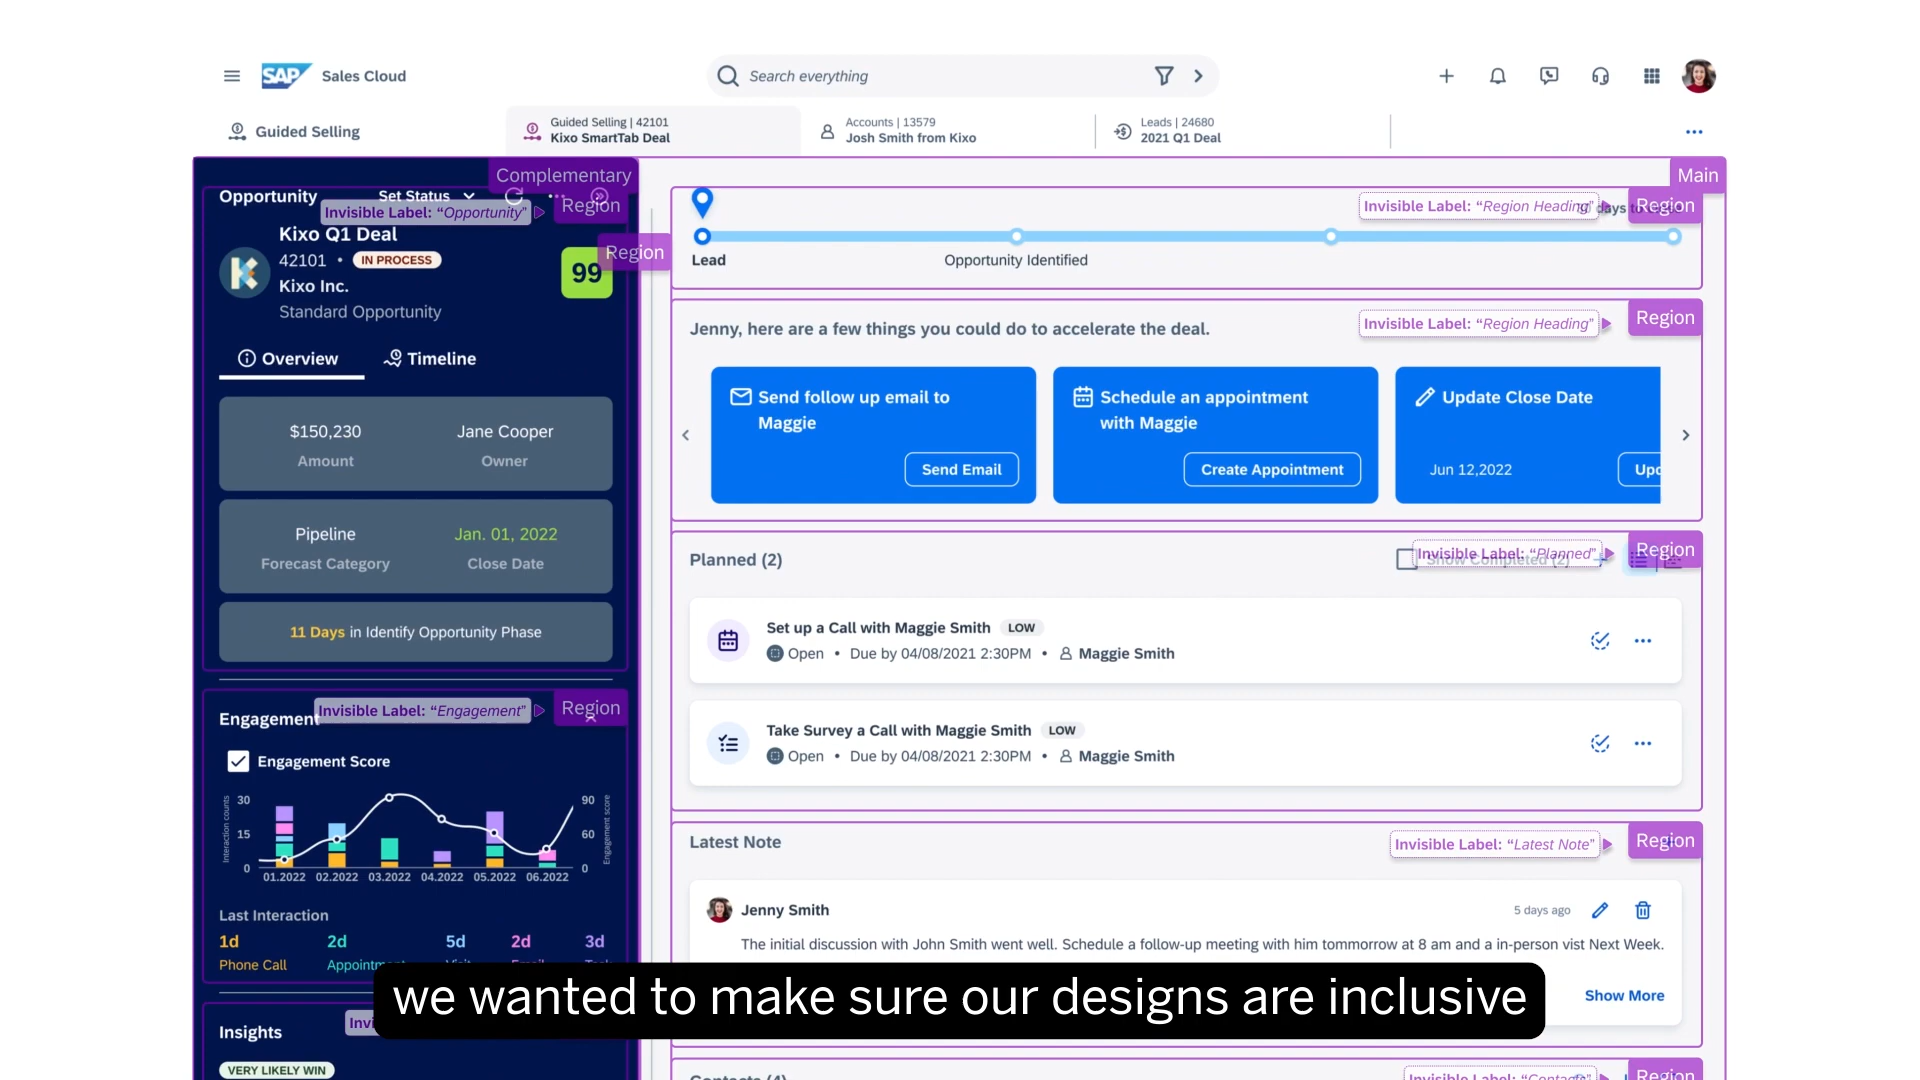 SAP Sales Cloud
Search everything
Guided Selling
Guided Selling | 42101
Kixo SmartTab Deal
Accounts | 13579
Josh Smith from Kixo
Leads | 24680
2021 Q1 Deal
Complementary
Main
Opportunity
Set Status
Region
Invisible Label: “Opportunity”
Kixo Q1 Deal
42101 • IN PROCESS
Kixo Inc.
Standard Opportunity
99
Region
Overview
Timeline
$150,230
Amount
Jane Cooper
Owner
Pipeline
Forecast Category
Jan. 01, 2022
Close Date
11 Days in Identify Opportunity Phase
Invisible Label: “Engagement”
Region
Engagement
Engagement Score
Interaction counts
30
15
0
90
60
0
Engagement score
01.2022 02.2022 03.2022 04.2022 05.2022 06.2022
Last Interaction
1d 2d 5d 2d 3d
Phone Call
Insights
VERY LIKELY WIN
Invisible Label: “Region Heading”
days
Region
Lead
Opportunity Identified
Jenny, here are a few things you could do to accelerate the deal.
Invisible Label: “Region Heading”
Region
Send follow up email to
Maggie
Send Email
Schedule an appointment
with Maggie
Create Appointment
Update Close Date
Jun 12,2022
Planned (2)
Show Completed (2)
Invisible Label: “Planned”
Region
Set up a Call with Maggie Smith LOW
Open • Due by 04/08/2021 2:30PM • Maggie Smith
Take Survey a Call with Maggie Smith LOW
Open • Due by 04/08/2021 2:30PM • Maggie Smith
Latest Note
Invisible Label: “Latest Note”
Region
Jenny Smith
5 days ago
The initial discussion with John Smith went well. Schedule a follow-up meeting with him tommorrow at 8 am and a in-person vist Next Week.
Show More
we wanted to make sure our designs are inclusive